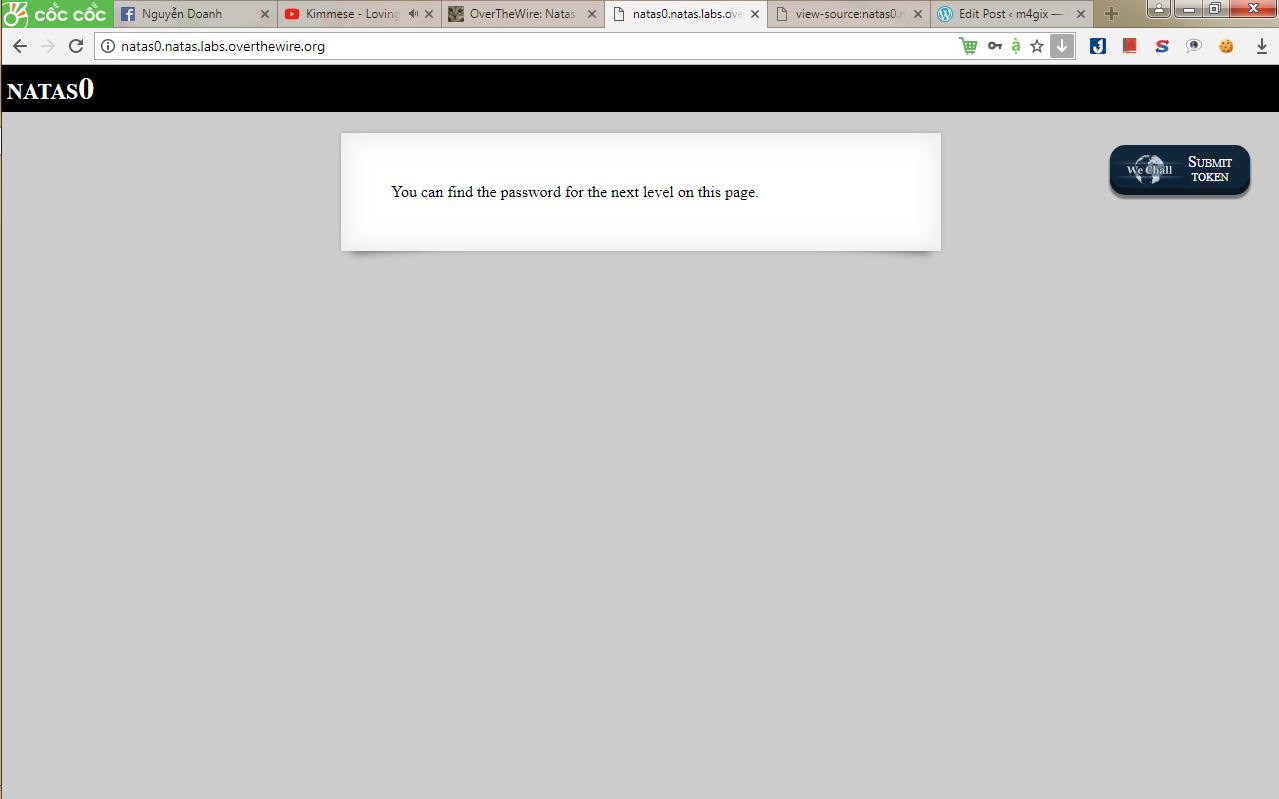 cốc cốc
Nguyễn Doanh
Kimmese - Loving
OverTheWire: Natas
natas0.natas.labs.ove
view-source:natas0.n
Edit Post ‹ m4gix —
natas0.natas.labs.overthewire.org
NATAS0
You can find the password for the next level on this page.
We Chall
SUBMIT
TOKEN